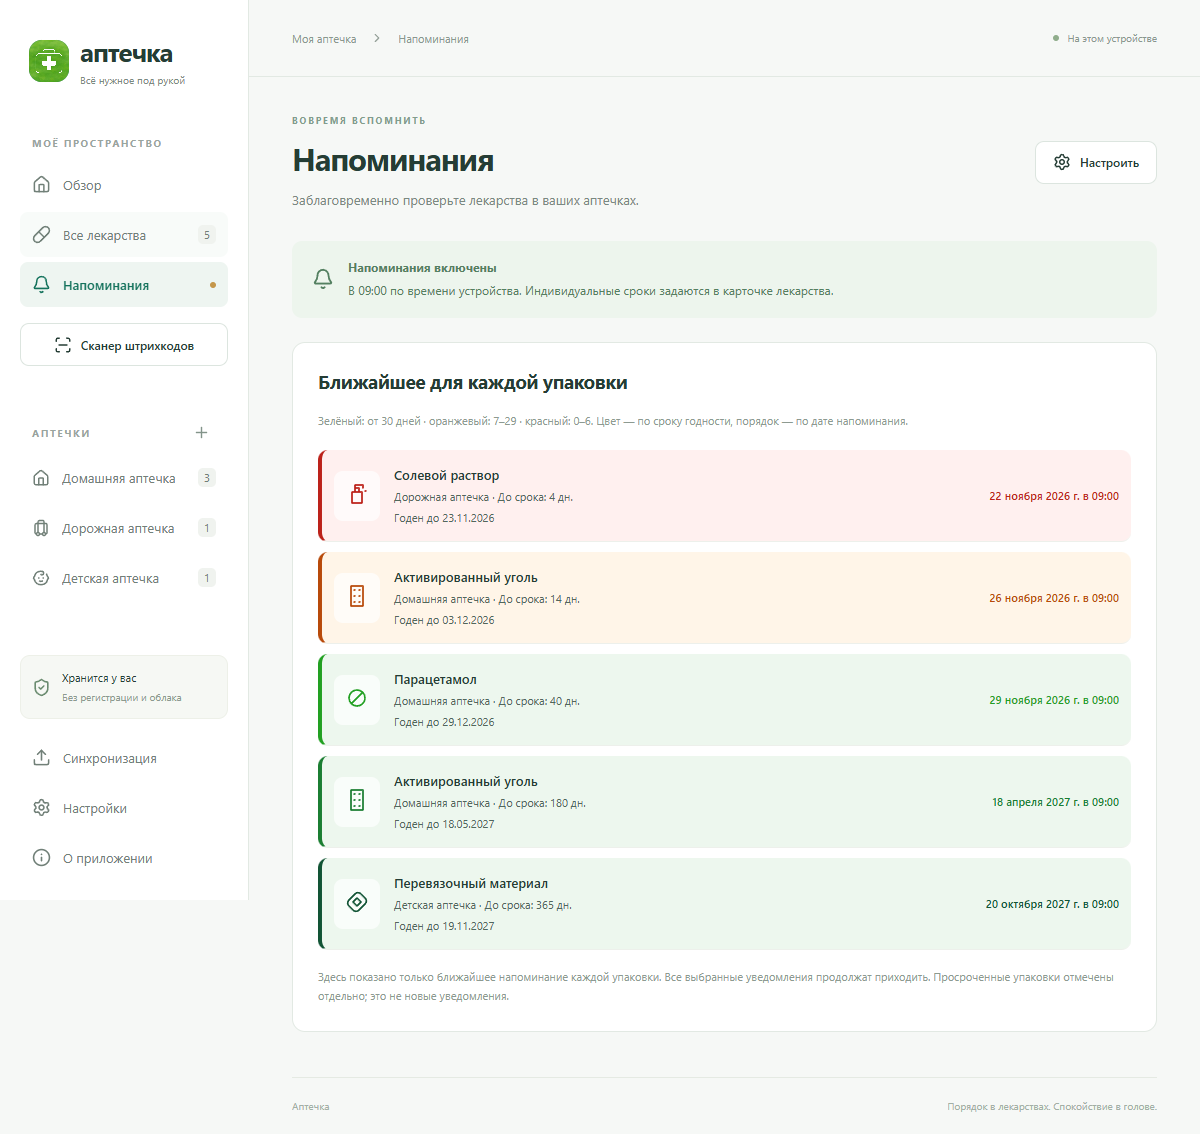 аптечка
Всё нужное под рукой
МОЁ ПРОСТРАНСТВО
Обзор
Все лекарства 5
Напоминания
Сканер штрихкодов
АПТЕЧКИ
Домашняя аптечка 3
Дорожная аптечка 1
Детская аптечка 1
Хранится у вас
Без регистрации и облака
Синхронизация
Настройки
О приложении
Моя аптечка > Напоминания
На этом устройстве
ВОВРЕМЯ ВСПОМНИТЬ
Напоминания
Настроить
Заблаговременно проверьте лекарства в ваших аптечках.
Напоминания включены
В 09:00 по времени устройства. Индивидуальные сроки задаются в карточке лекарства.
Ближайшее для каждой упаковки
Зелёный: от 30 дней · оранжевый: 7–29 · красный: 0–6. Цвет — по сроку годности, порядок — по дате напоминания.
Солевой раствор
Дорожная аптечка · До срока: 4 дн.
Годен до 23.11.2026
22 ноября 2026 г. в 09:00
Активированный уголь
Домашняя аптечка · До срока: 14 дн.
Годен до 03.12.2026
26 ноября 2026 г. в 09:00
Парацетамол
Домашняя аптечка · До срока: 40 дн.
Годен до 29.12.2026
29 ноября 2026 г. в 09:00
Активированный уголь
Домашняя аптечка · До срока: 180 дн.
Годен до 18.05.2027
18 апреля 2027 г. в 09:00
Перевязочный материал
Детская аптечка · До срока: 365 дн.
Годен до 19.11.2027
20 октября 2027 г. в 09:00
Здесь показано только ближайшее напоминание каждой упаковки. Все выбранные уведомления продолжат приходить. Просроченные упаковки отмечены
отдельно; это не новые уведомления.
Аптечка
Порядок в лекарствах. Спокойствие в голове.